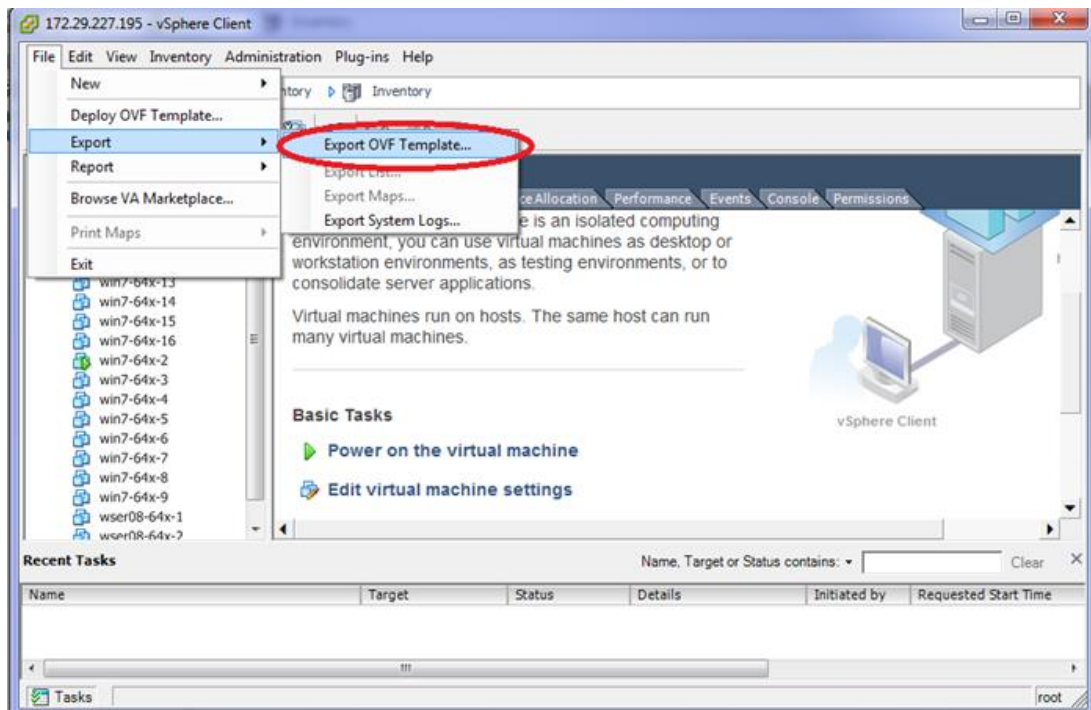 172.29.227.195 - vSphere Client
File Edit View Inventory Administration Plug-ins Help
New
Deploy OVF Template...
Export
Report
Browse VA Marketplace...
Print Maps
Exit
Inventory
Export OVF Template...
Export List...
Export Maps...
Export System Logs...
Allocation Performance Events Console Permissions
is an isolated computing
environment, you can use virtual machines as desktop or
workstation environments, as testing environments, or to
consolidate server applications.
Virtual machines run on hosts. The same host can run
many virtual machines.
Basic Tasks
Power on the virtual machine
Edit virtual machine settings
vSphere Client
win7-64x-13
win7-64x-14
win7-64x-15
win7-64x-16
win7-64x-2
win7-64x-3
win7-64x-4
win7-64x-5
win7-64x-6
win7-64x-7
win7-64x-8
win7-64x-9
wser08-64x-1
wser08-64x-2
Recent Tasks
Name, Target or Status contains:
Clear
Name Target Status Details Initiated by Requested Start Time
Tasks
root